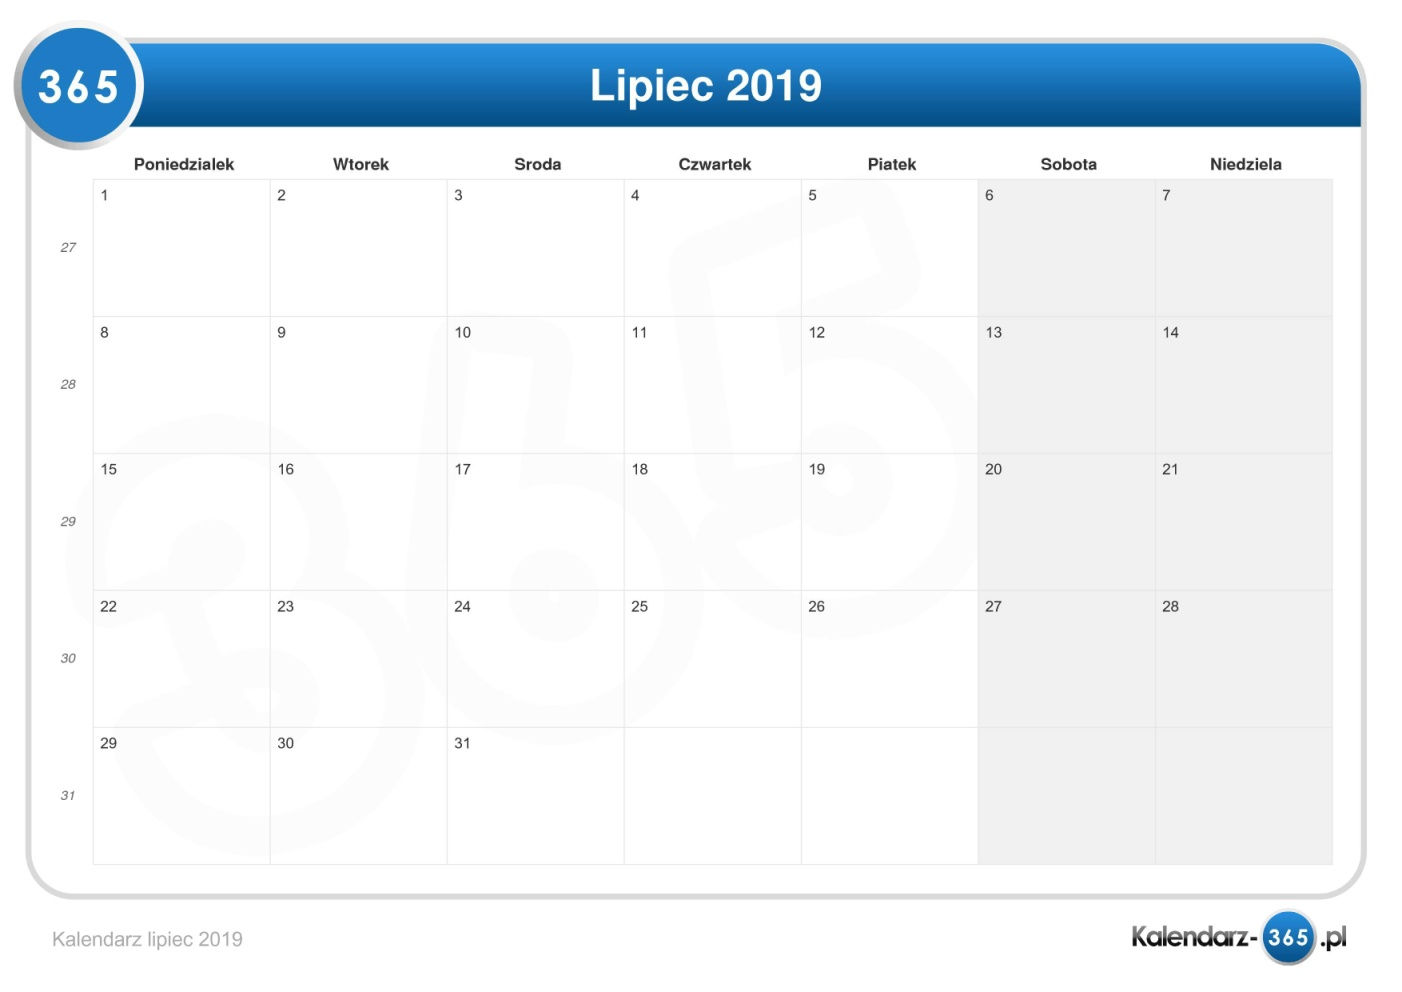 365
Lipiec 2019
Poniedzialek Wtorek Sroda Czwartek Piatek Sobota Niedziela
1 2 3 4 5 6 7
27
8 9 10 11 12 13 14
28
15 16 17 18 19 20 21
29
22 23 24 25 26 27 28
30
29 30 31
31
Kalendarz lipiec 2019
Kalendarz-365.pl